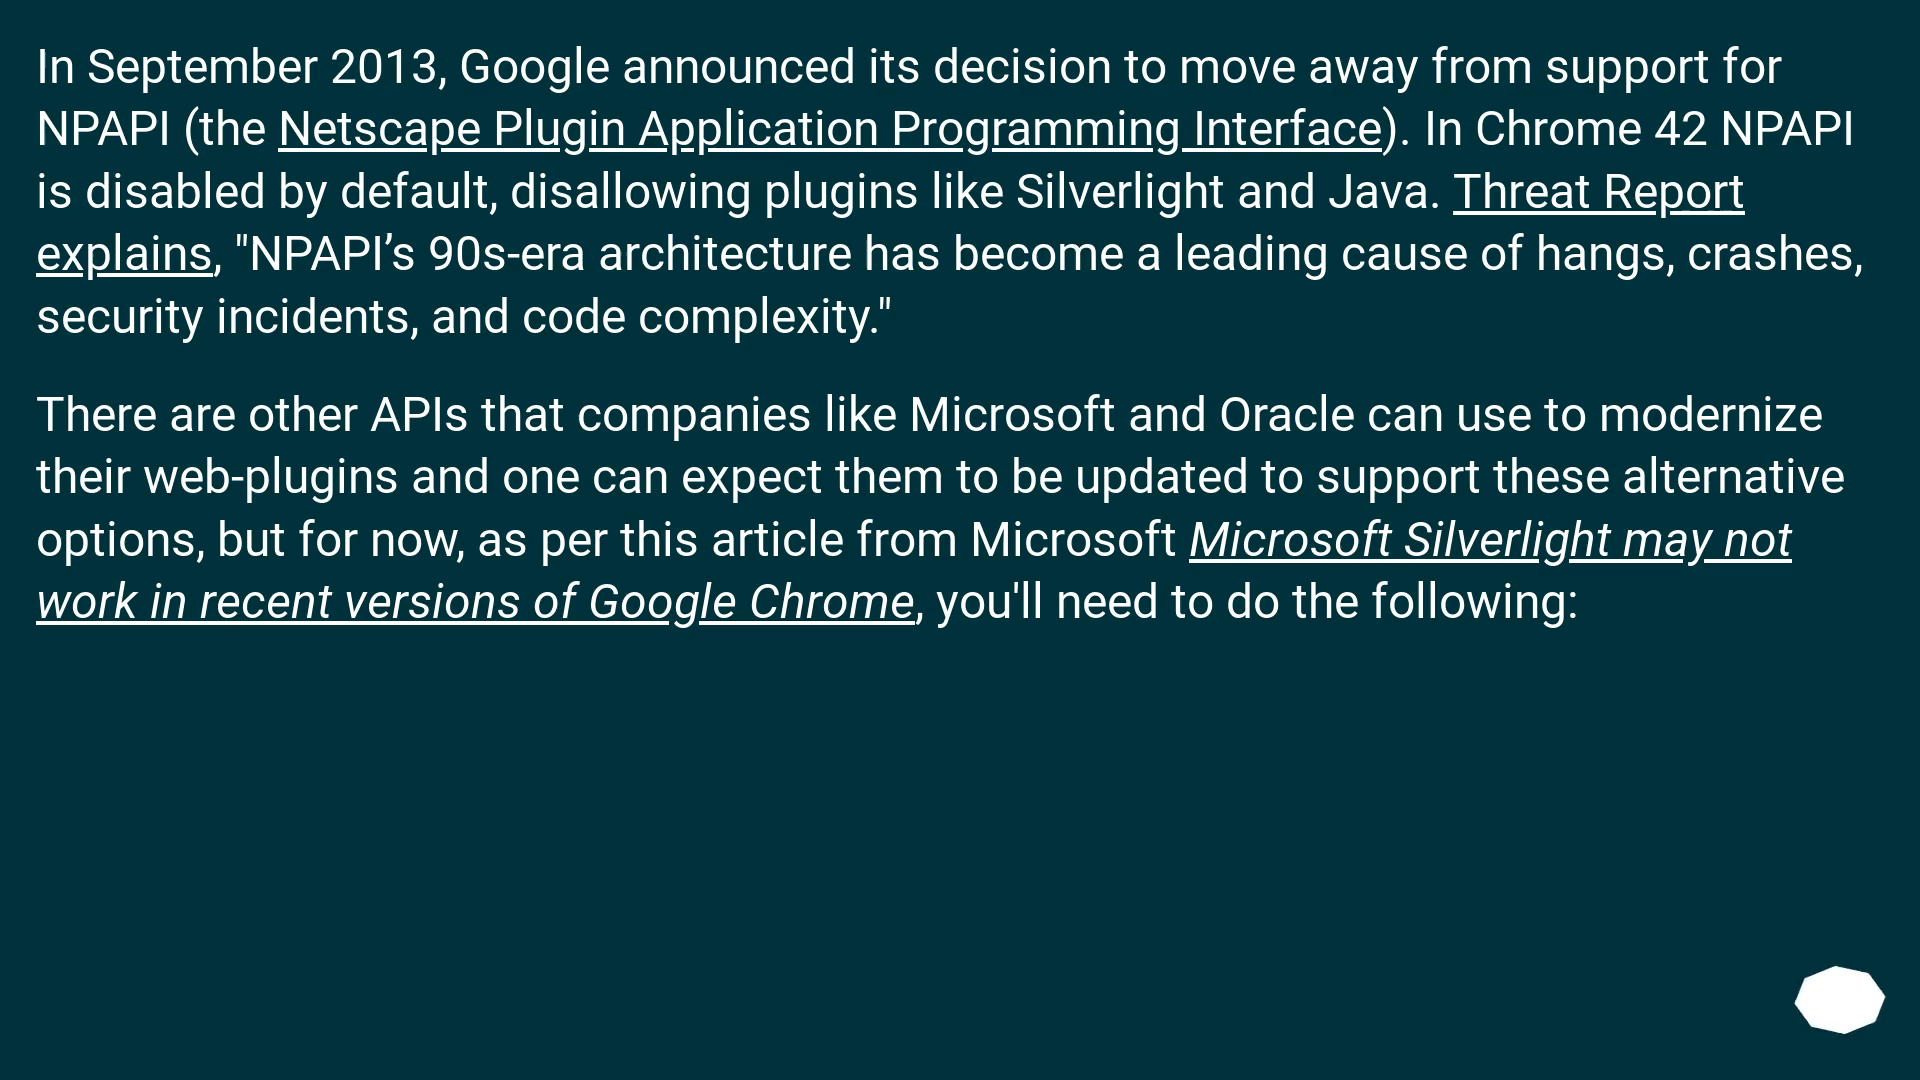 In September 2013, Google announced its decision to move away from support for
NPAPI (the Netscape Plugin Application Programming Interface). In Chrome 42 NPAPI
is disabled by default, disallowing plugins like Silverlight and Java. Threat Report
explains, "NPAPI’s 90s-era architecture has become a leading cause of hangs, crashes,
security incidents, and code complexity."
There are other APIs that companies like Microsoft and Oracle can use to modernize
their web-plugins and one can expect them to be updated to support these alternative
options, but for now, as per this article from Microsoft Microsoft Silverlight may not
work in recent versions of Google Chrome, you'll need to do the following: